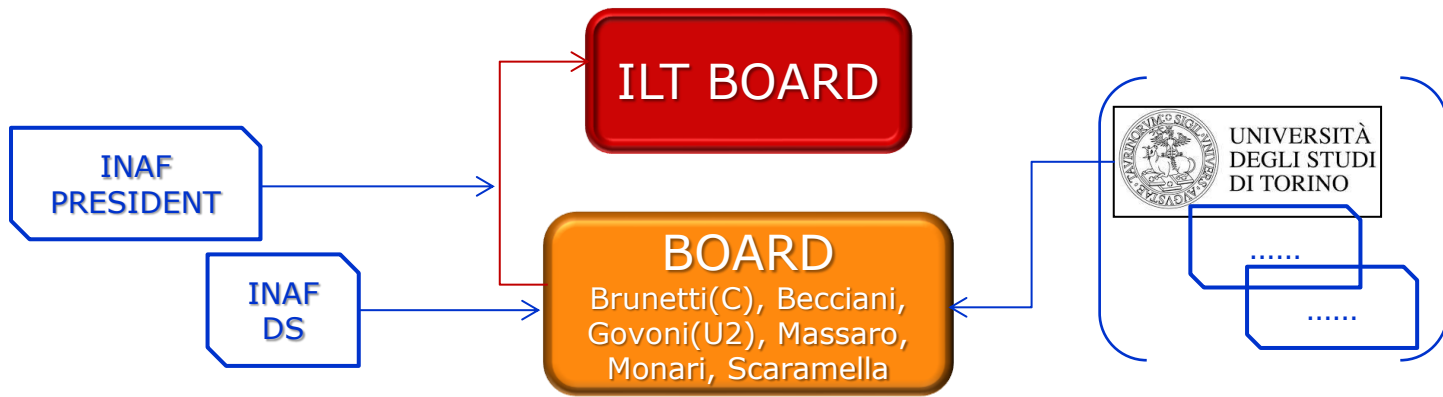 ILT BOARD
INAF
PRESIDENT
INAF
DS
BOARD
Brunetti(C), Becciani,
Govoni(U2), Massaro,
Monari, Scaramella
UNIVERSITÀ
DEGLI STUDI
DI TORINO
......
......